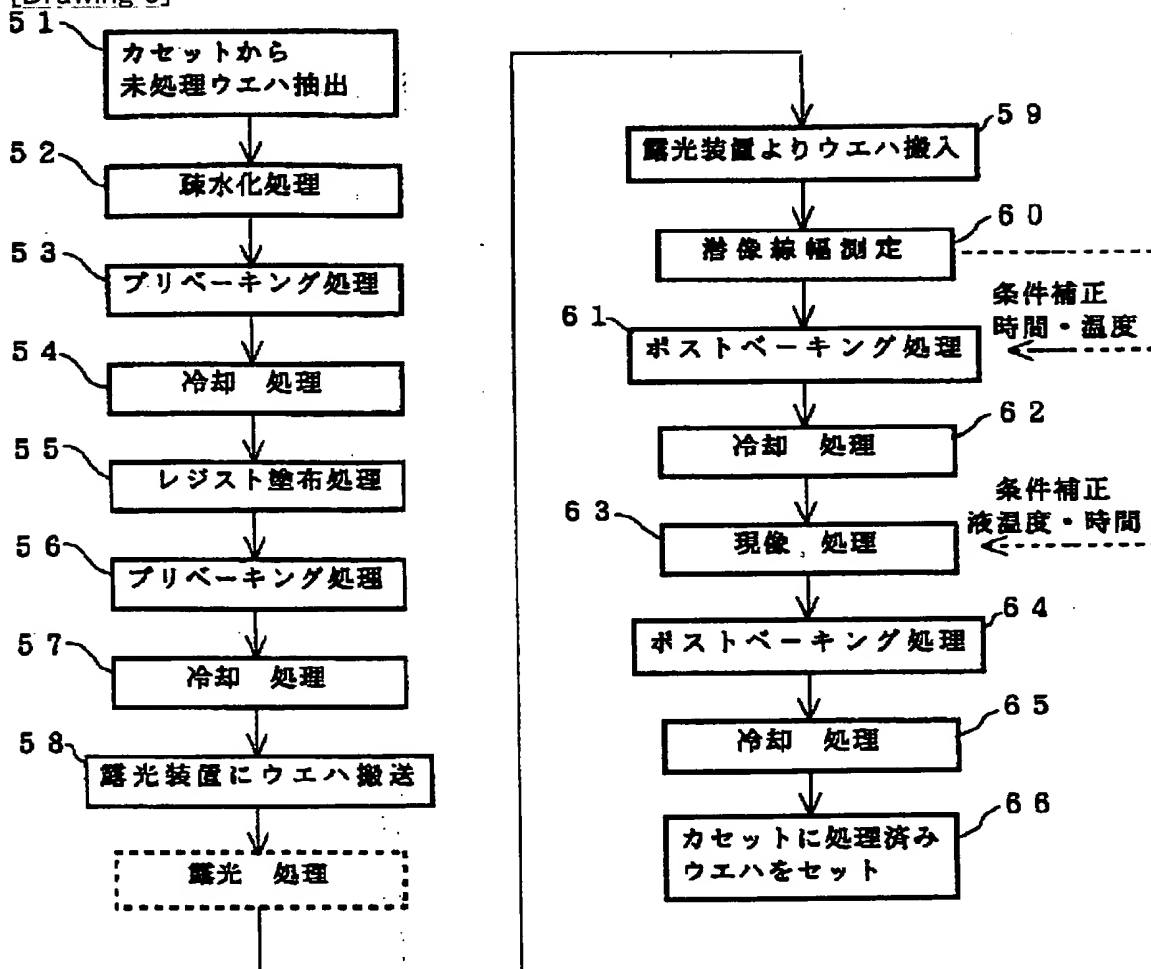 [Drawing
51
カセットから
未処理ウエハ抽出
52
疎水化処理
53
プリベーキング処理
54
冷却 処理
55
レジスト塗布処理
56
プリベーキング処理
57
冷却 処理
58
露光装置にウエハ搬送
露光 処理
59
露光装置よりウエハ搬入
60
潜像線幅測定
条件補正
時間・温度
61
ポストベーキング処理
62
冷却 処理
条件補正
液温度・時間
63
現像 処理
64
ポストベーキング処理
65
冷却 処理
66
カセットに処理済み
ウエハをセット